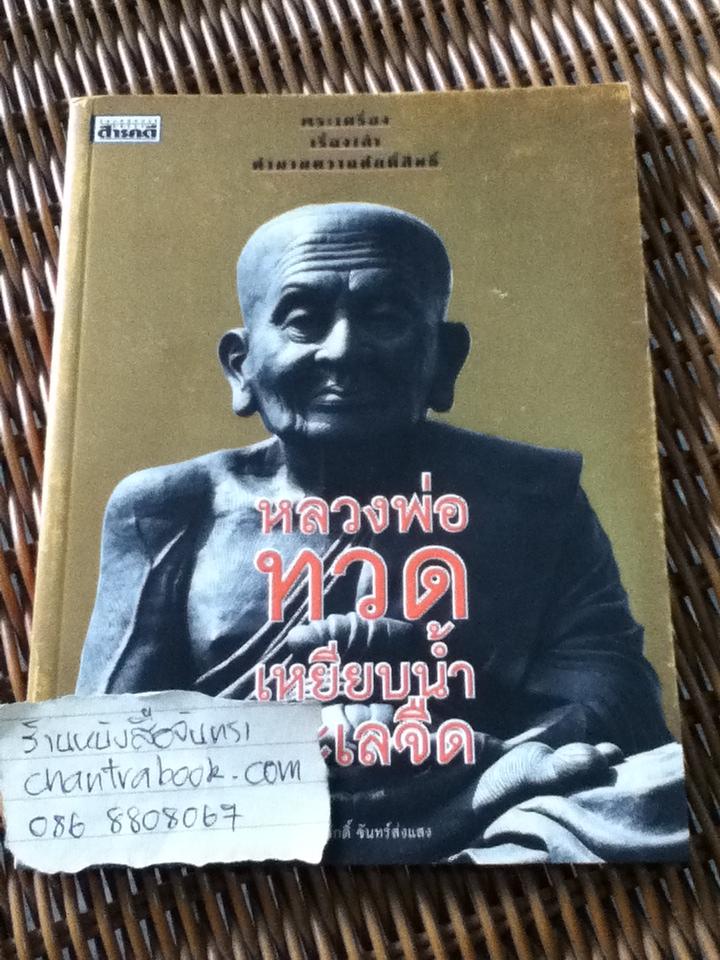 สารคดี
พระเครื่อง
เรื่องเล่า
ตำนานความศักดิ์สิทธิ์
หลวงพ่อ
ทวด
เหยียบน้ำ
ะเลจืด
กดิ์ จันทร์ส่งแสง
ร้านหนังสือจันทรา
chantrabook.com
086 8808067